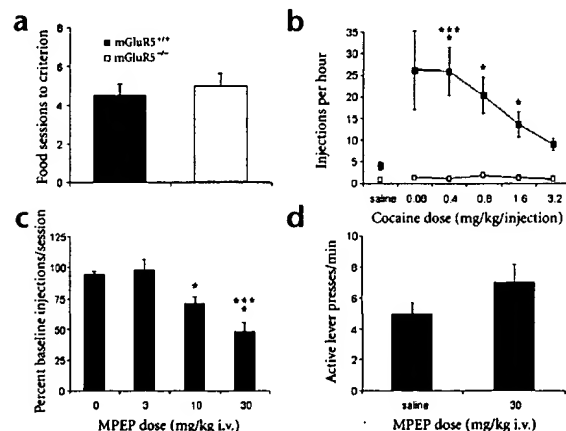 a
mGluR5+/+
mGluR5−/−
Food sessions to criterion
6
4
2
0
b
Injections per hour
35
30
25
20
15
10
5
0
***
*
*
*
saline 0.08 0.4 0.8 1.6 3.2
Cocaine dose (mg/kg/injection)
c
Percent baseline injections/session
125
100
75
50
25
0
*
***
*
0 3 10 30
MPEP dose (mg/kg i.v.)
d
Active lever presses/min
10
8
6
4
2
0
saline 30
MPEP dose (mg/kg i.v.)